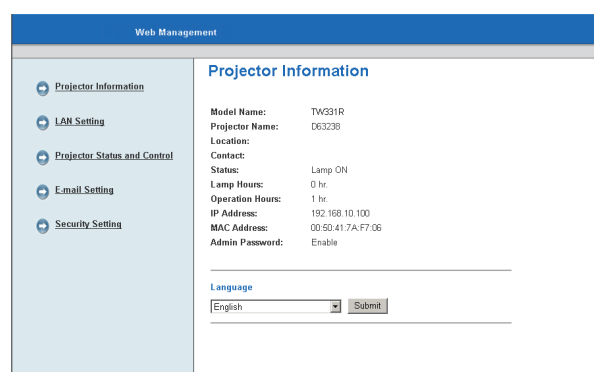 Web Management
Projector Information
LAN Setting
Projector Status and Control
E-mail Setting
Security Setting
Projector Information
Model Name: TW331R
Projector Name: D63238
Location:
Contact:
Status: Lamp ON
Lamp Hours: 0 hr.
Operation Hours: 1 hr.
IP Address: 192.168.10.100
MAC Address: 00:50:41:7A:F7:06
Admin Password: Enable
Language
English Submit